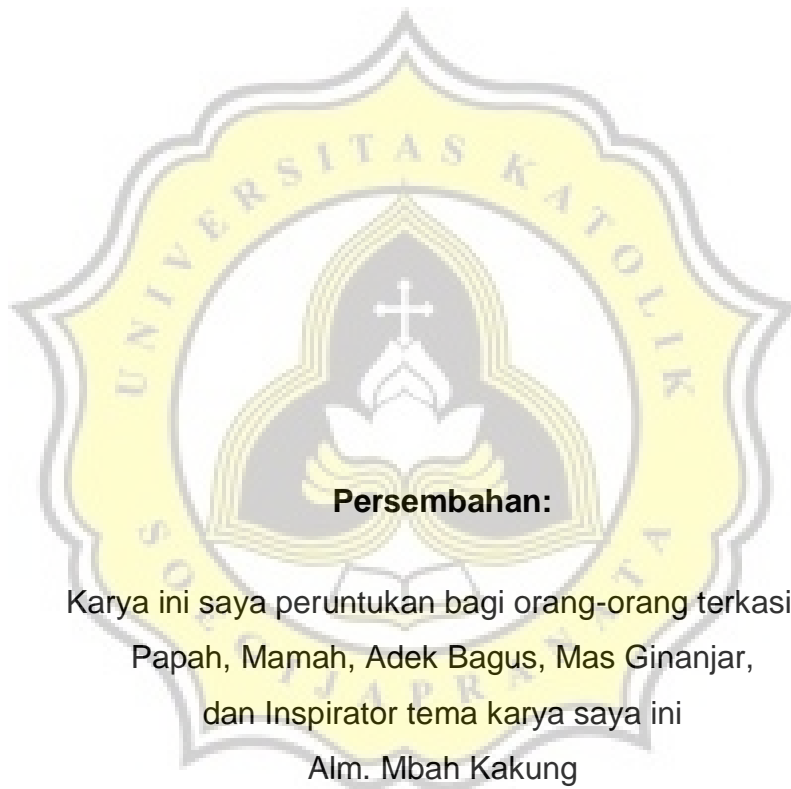 UNIVERSITAS KATOLIK
SOEGIJAPRANATA
Persembahan:
Karya ini saya peruntukan bagi orang-orang terkasi
Papah, Mamah, Adek Bagus, Mas Ginanjar,
dan Inspirator tema karya saya ini
Alm. Mbah Kakung